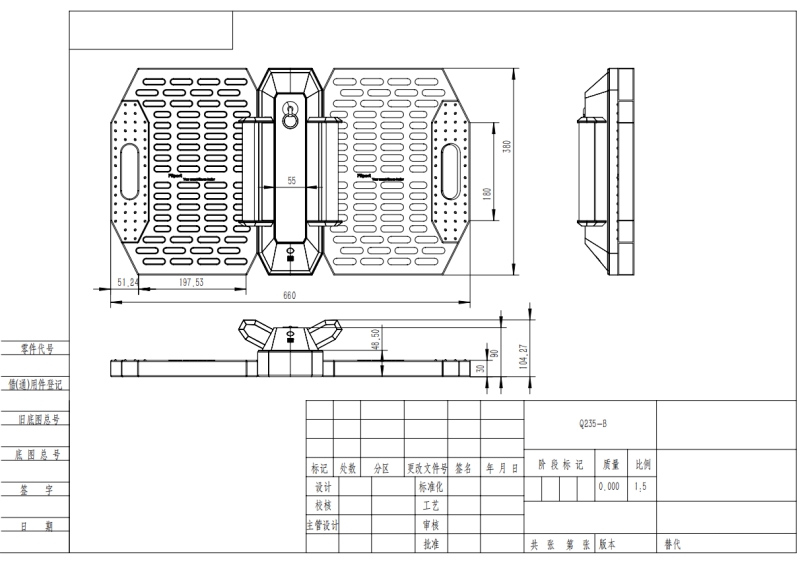 55
380
180
51,24
197,53
660
48,50
30
90
104,27
零件代号
借(通)用件登记
旧底图总号
底图总号
签 字
日 期
Q235-B
标记 处数 分区 更改文件号 签名 年 月 日
阶段标记 质量 比例
设计 标准化
0,000 1:5
校核 工艺
主管设计 审核
批准
共 张 第 张 版本 替代